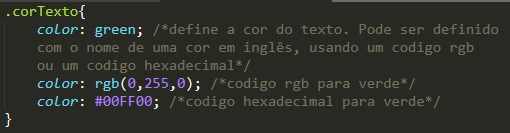 .corTexto{
color: green; /*define a cor do texto. Pode ser definido
com o nome de uma cor em inglês, usando um codigo rgb
ou um codigo hexadecimal*/
color: rgb(0,255,0); /*codigo rgb para verde*/
color: #00FF00; /*codigo hexadecimal para verde*/
}